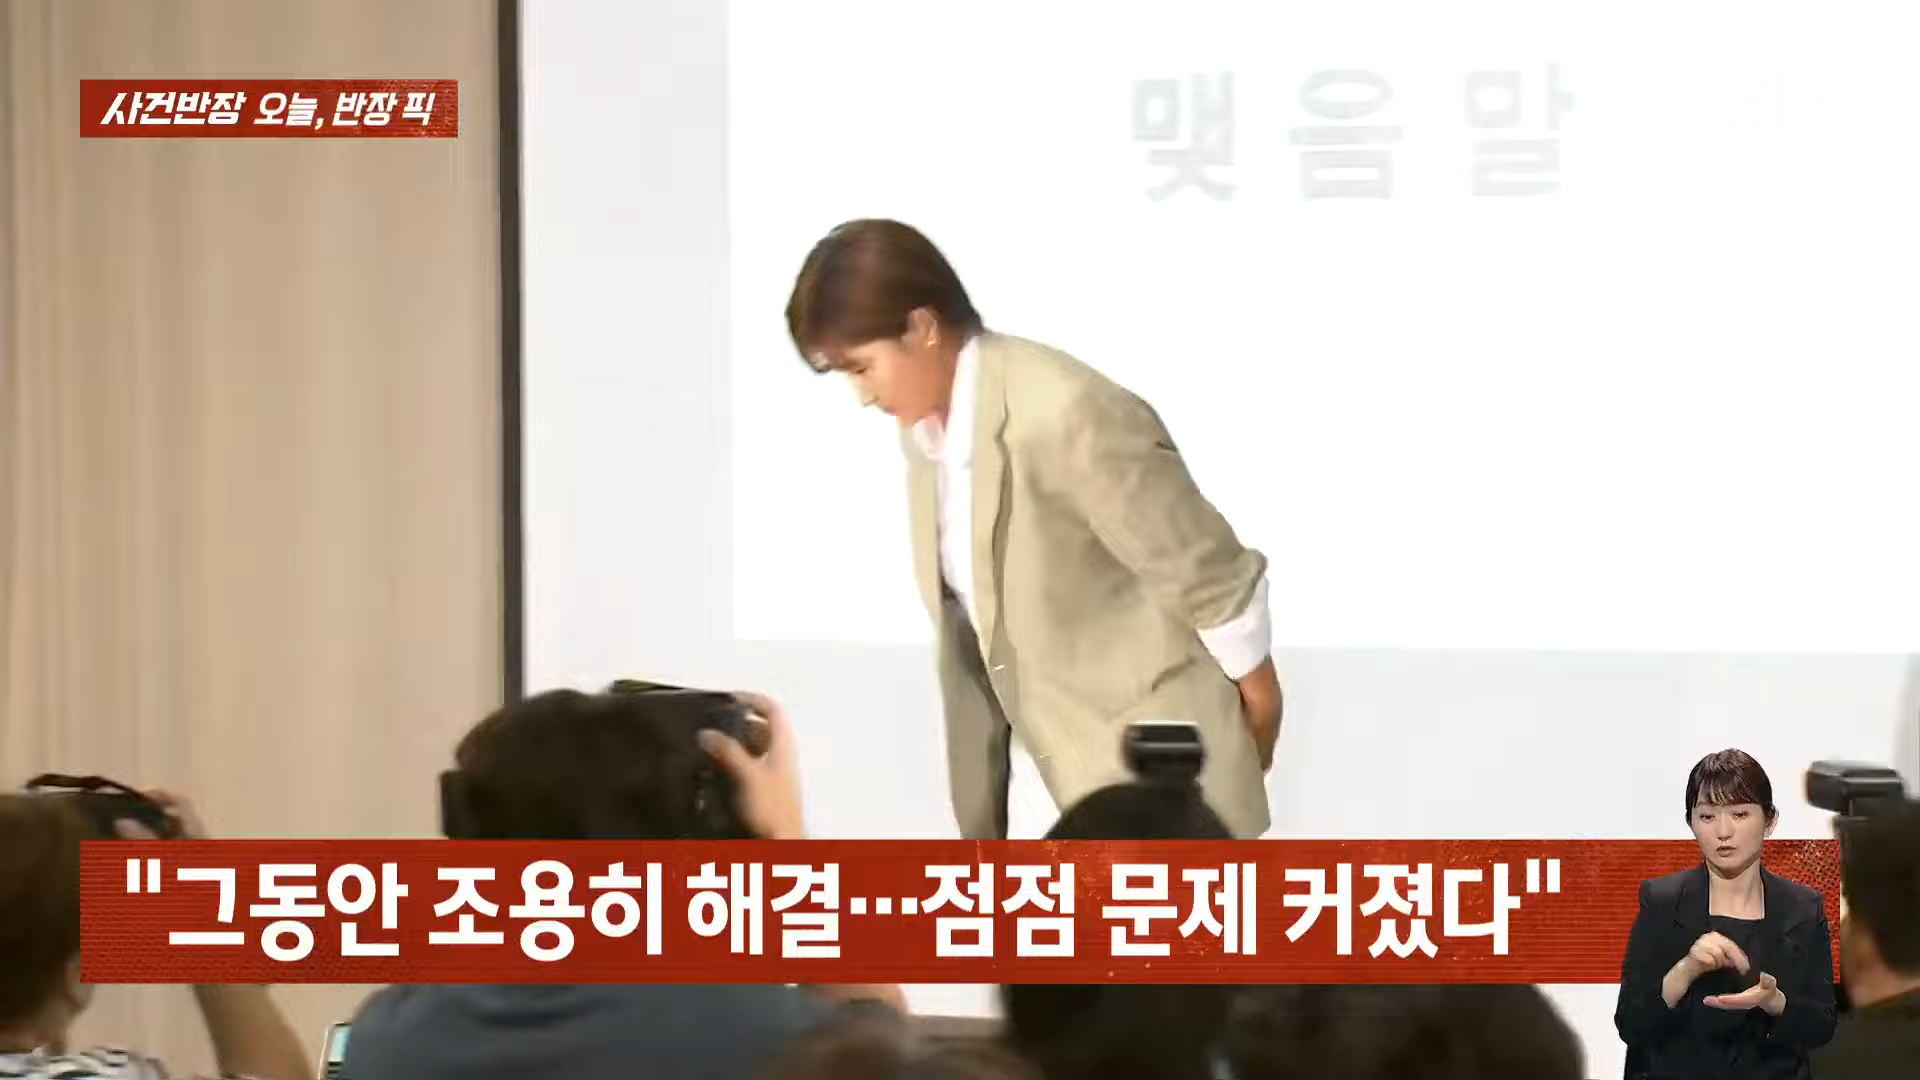 사건반장 오늘, 반장 픽
맺음말
"그동안 조용히 해결…점점 문제 커졌다"